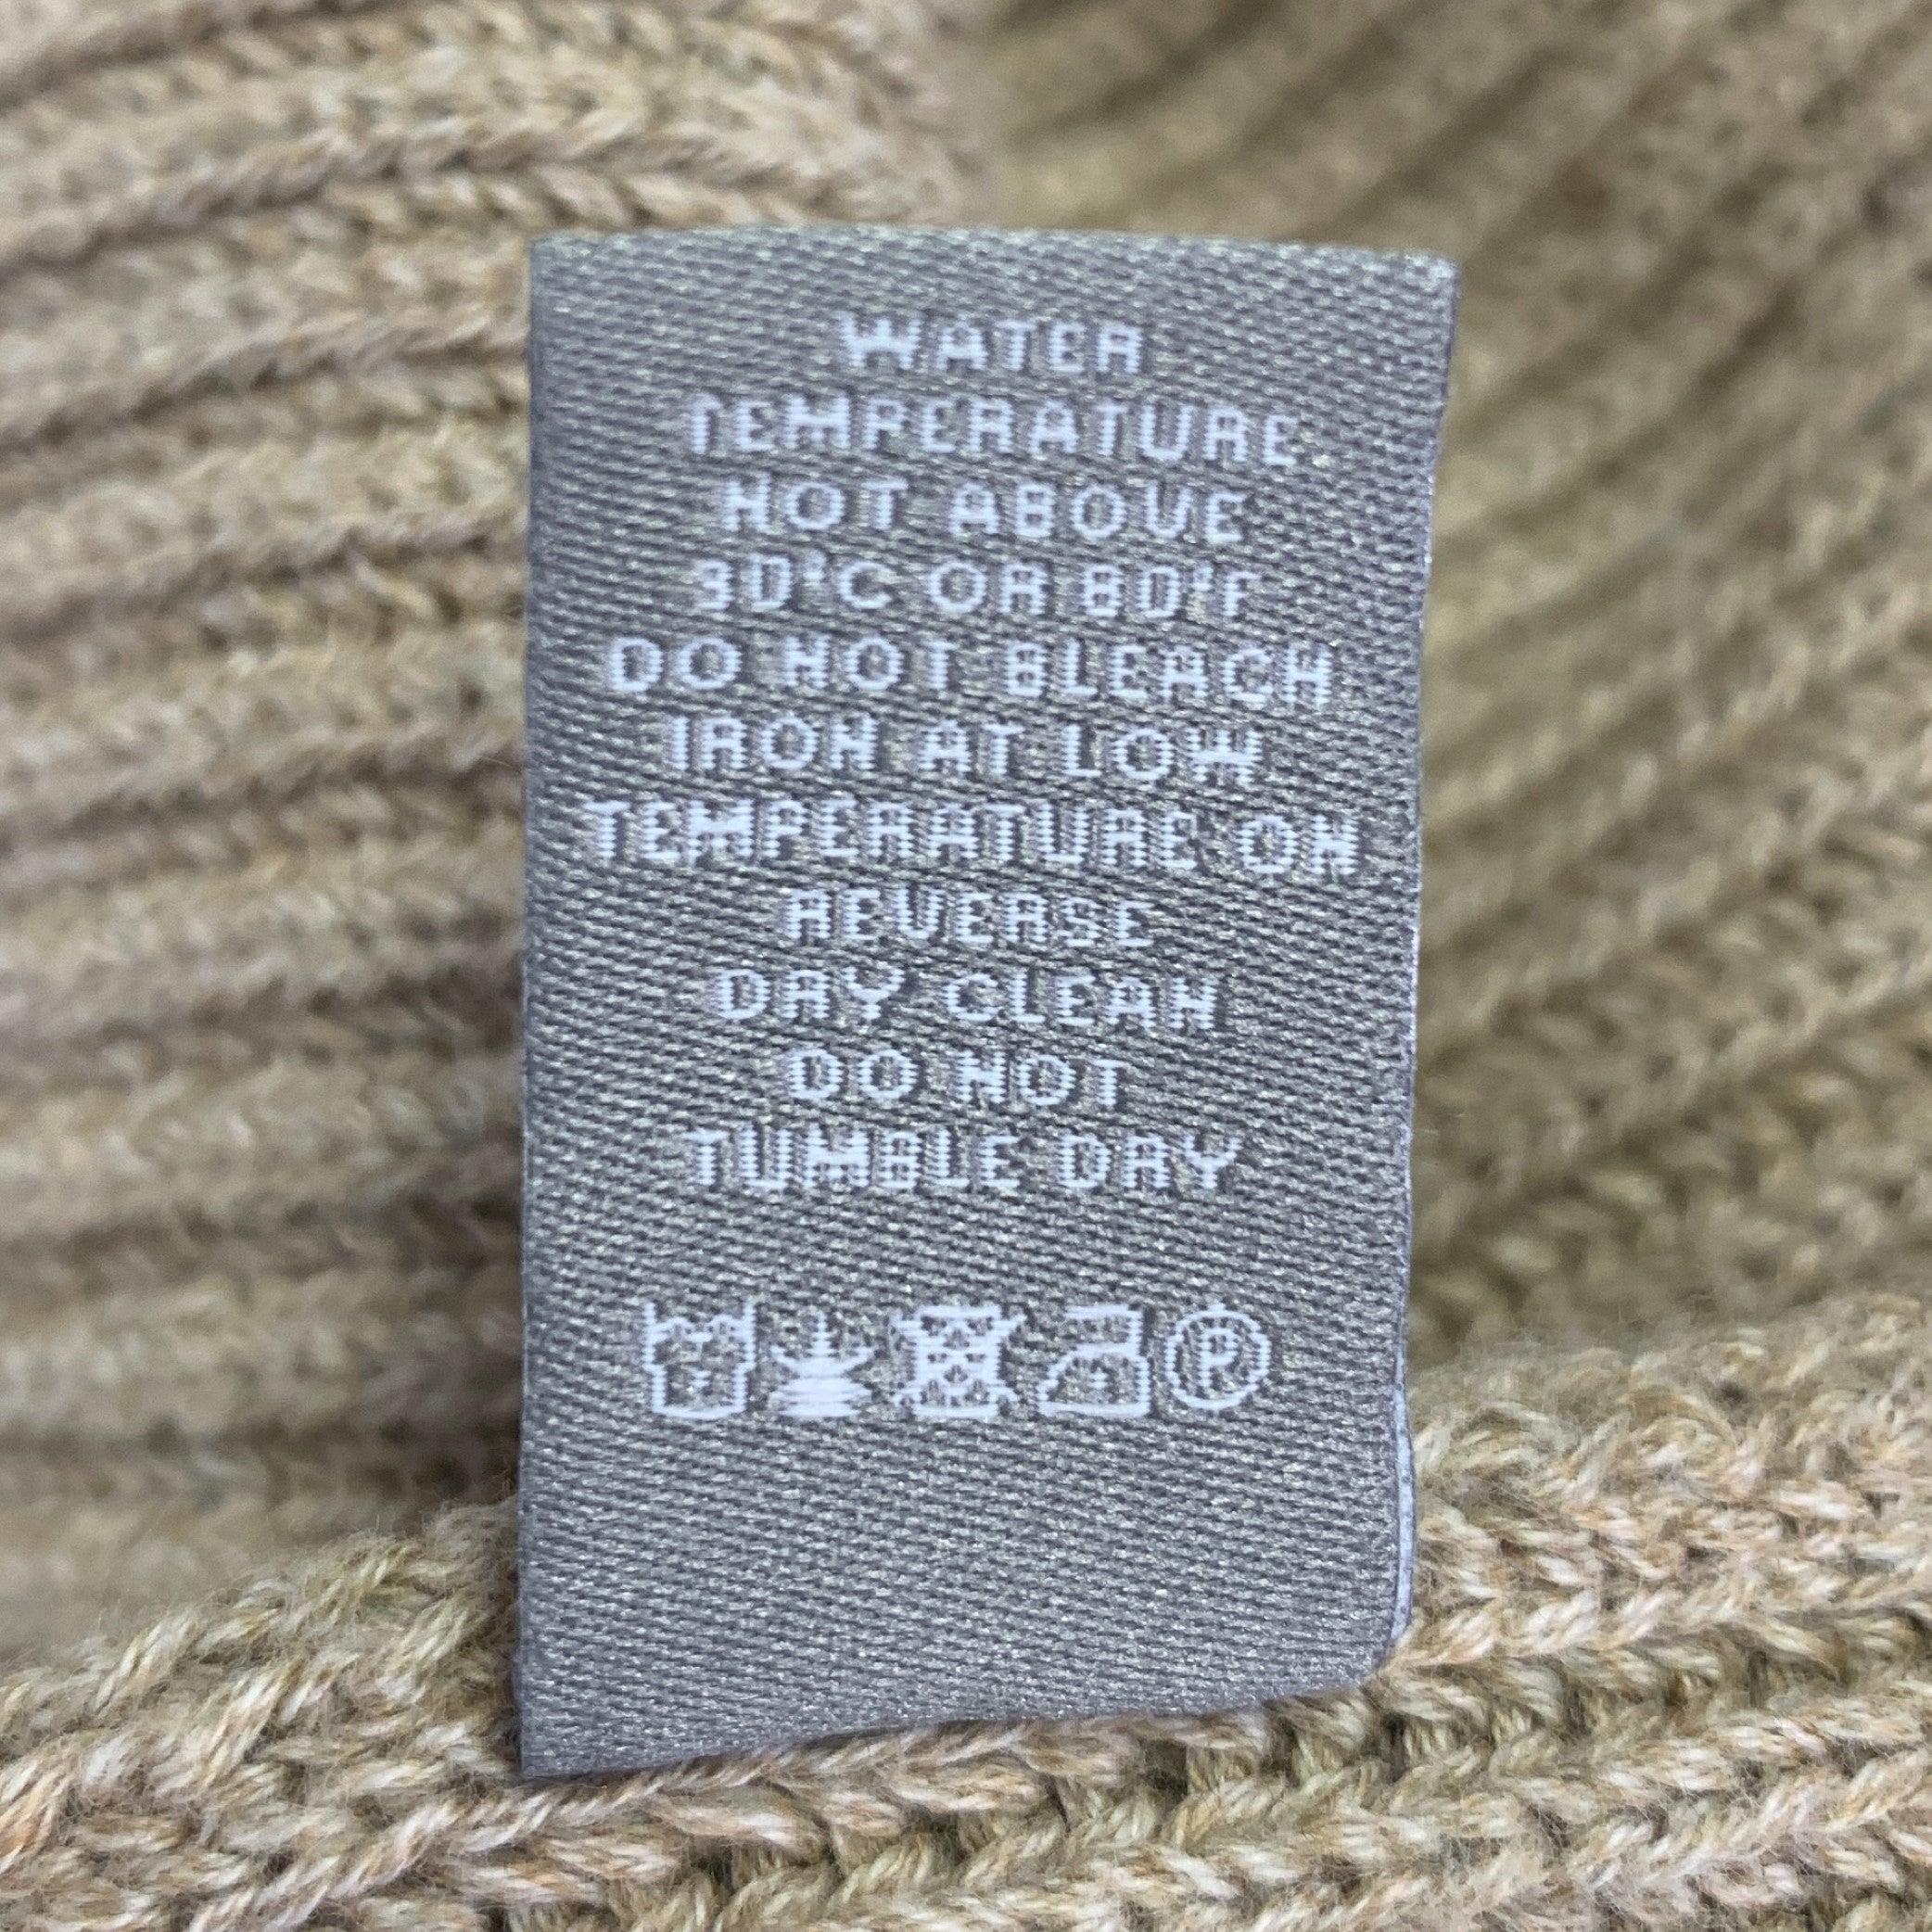 WATER
TEMPERATURE
NOT ABOVE
30°C OR 80°F
DO NOT BLEACH
IRON AT LOW
TEMPERATURE ON
REVERSE
DRY CLEAN
DO NOT
TUMBLE DRY
P